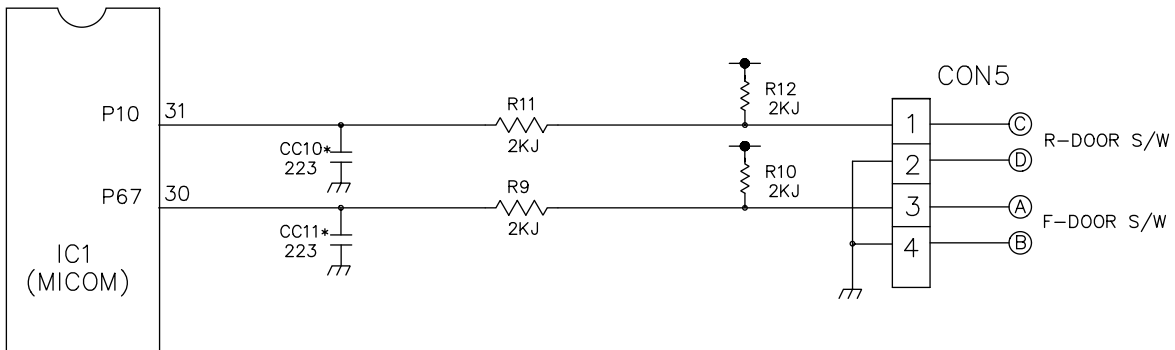 CON5
R12
2KJ
P10
31
R11
2KJ
1
C
R-DOOR S/W
CC10*
223
2
D
R10
2KJ
P67
30
R9
2KJ
3
A
F-DOOR S/W
CC11*
223
4
B
IC1
(MICOM)